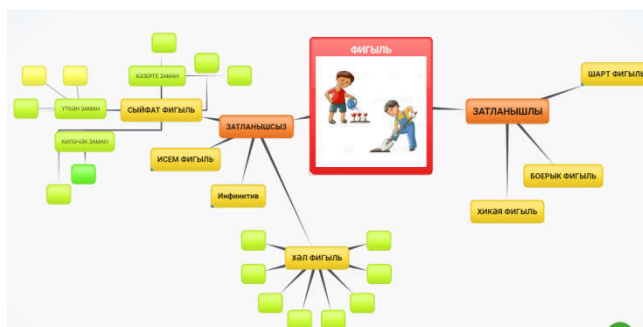 ФИГЫЛЬ
ХӘЗЕРГЕ ЗАМАН
ҮТКӘН ЗАМАН
СЫЙФАТ ФИГЫЛЬ
КИЛӘЧӘК ЗАМАН
ЗАТЛАНЫШСЫЗ
ИСЕМ ФИГЫЛЬ
Инфинитив
ХӘЛ ФИГЫЛЬ
ЗАТЛАНЫШЛЫ
ШАРТ ФИГЫЛЬ
БОЕРЫК ФИГЫЛЬ
ХИКӘЯ ФИГЫЛЬ